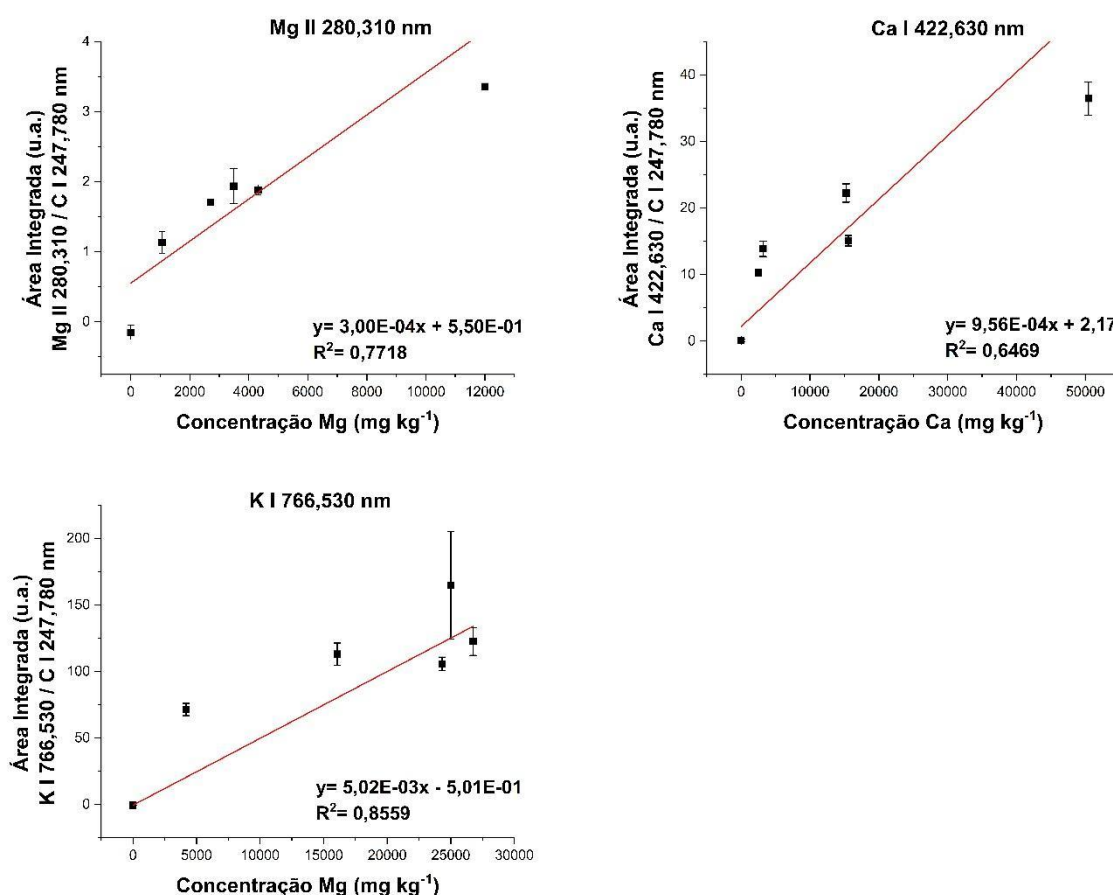 Mg II 280,310 nm
Área Integrada (u.a.)
Mg II 280,310 / C I 247,780 nm
4
3
2
1
0
y= 3,00E-04x + 5,50E-01
R²= 0,7718
0 2000 4000 6000 8000 10000 12000
Concentração Mg (mg kg⁻¹)
Ca I 422,630 nm
Área Integrada (u.a.)
Ca I 422,630 / C I 247,780 nm
40
30
20
10
0
y= 9,56E-04x + 2,17
R²= 0,6469
0 10000 20000 30000 40000 50000
Concentração Ca (mg kg⁻¹)
K I 766,530 nm
Área Integrada (u.a.)
K I 766,530 / C I 247,780 nm
200
150
100
50
0
y= 5,02E-03x - 5,01E-01
R²= 0,8559
0 5000 10000 15000 20000 25000 30000
Concentração Mg (mg kg⁻¹)